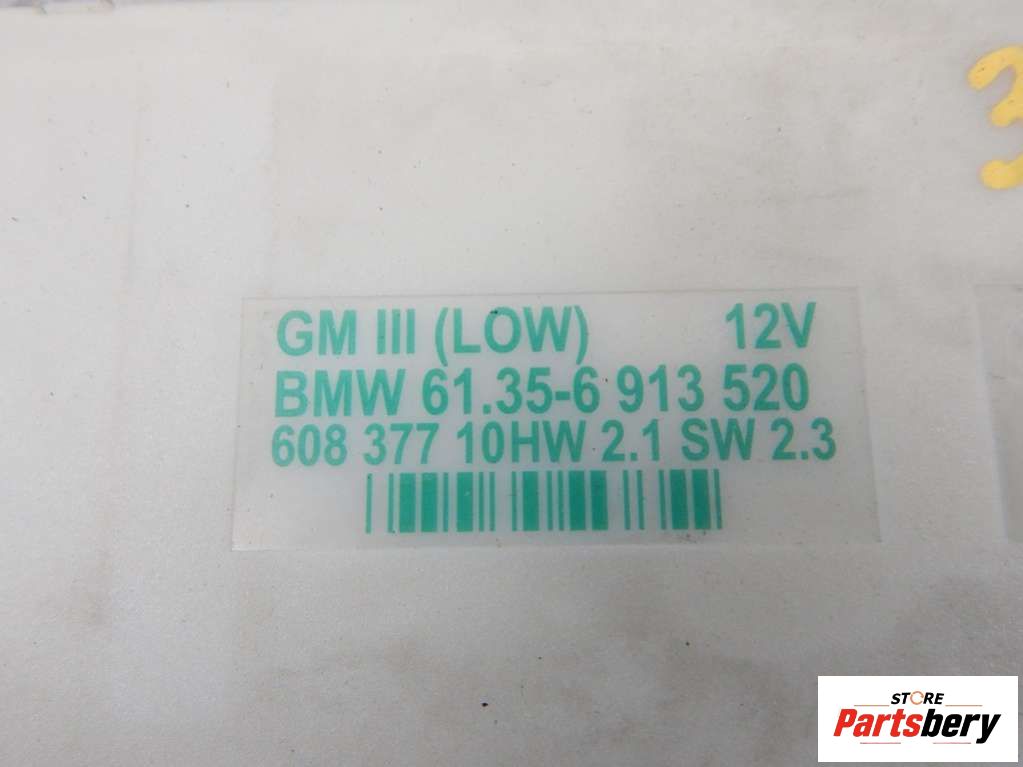 3
GM III (LOW) 12V
BMW 61.35-6 913 520
608 377 10HW 2.1 SW 2.3
STORE
Partsbery